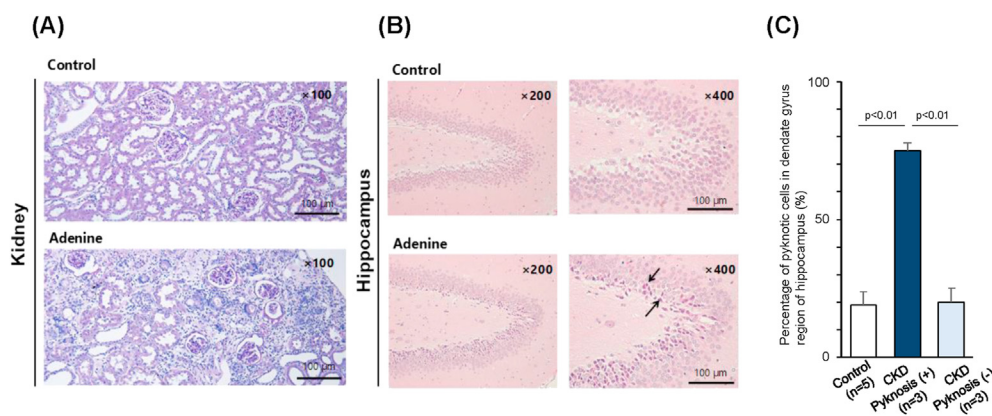 (A)
Kidney
Control
×100
100 µm
Adenine
×100
100 µm
(B)
Hippocampus
Control
×200
×400
100 µm
Adenine
×200
×400
100 µm
(C)
Percentage of pyknotic cells in dendate gyrus
region of hippocampus (%)
100
50
0
p<0.01
p<0.01
Control
(n=5)
CKD
Pyknosis (+)
(n=3)
CKD
Pyknosis (-)
(n=3)